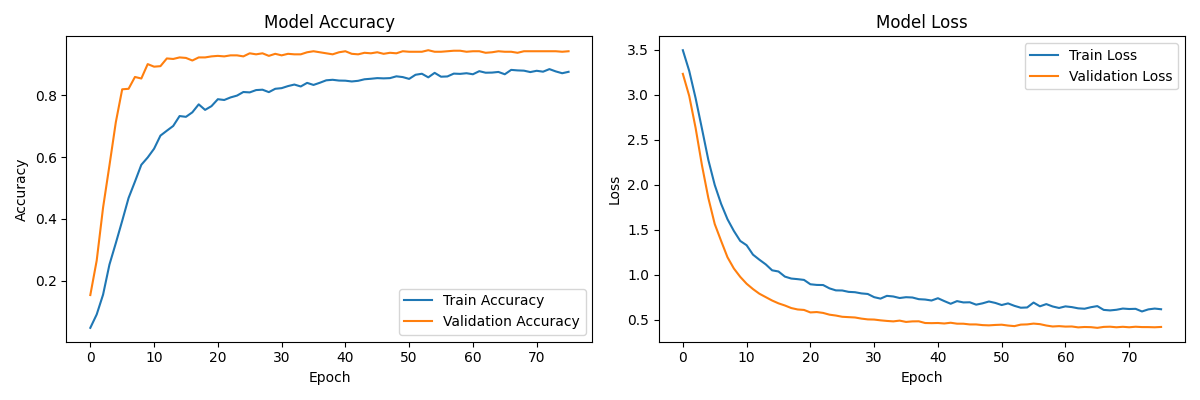 Model Accuracy
Accuracy
0.8
0.6
0.4
0.2
Train Accuracy
Validation Accuracy
0 10 20 30 40 50 60 70
Epoch
Model Loss
Loss
3.5
3.0
2.5
2.0
1.5
1.0
0.5
Train Loss
Validation Loss
0 10 20 30 40 50 60 70
Epoch